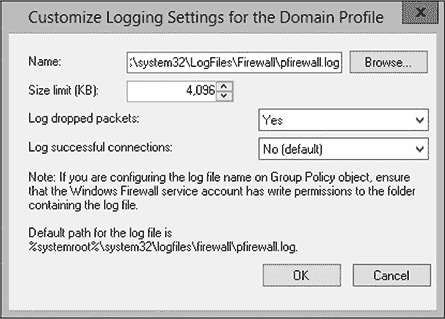 Customize Logging Settings for the Domain Profile
x
Name: :\system32\LogFiles\Firewall\pfirewall.log Browse...
Size limit (KB): 4,096
Log dropped packets: Yes
Log successful connections: No (default)
Note: If you are configuring the log file name on Group Policy object, ensure
that the Windows Firewall service account has write permissions to the folder
containing the log file.
Default path for the log file is
%systemroot%\system32\logfiles\firewall\pfirewall.log.
OK Cancel